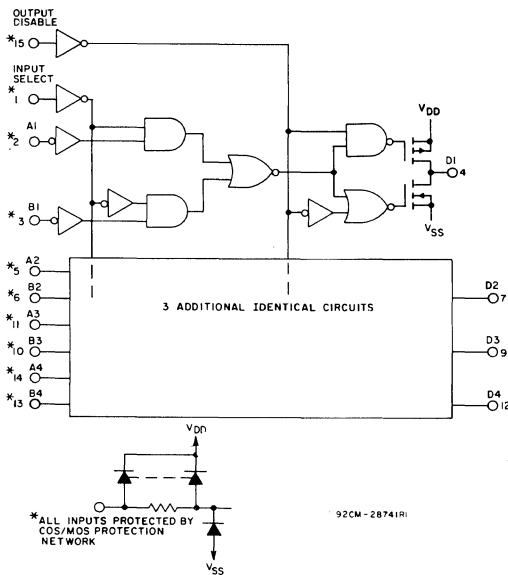 OUTPUT
DISABLE
*15
INPUT
SELECT
*1
*2 A1
*3 B1
VDD
D1
4
VSS
*5 A2
*6 B2
*11 A3
*10 B3
*14 A4
*13 B4
3 ADDITIONAL IDENTICAL CIRCUITS
D2
7
D3
9
D4
12
VDD
*ALL INPUTS PROTECTED BY
COS/MOS PROTECTION
NETWORK
VSS
92CM-28741R1